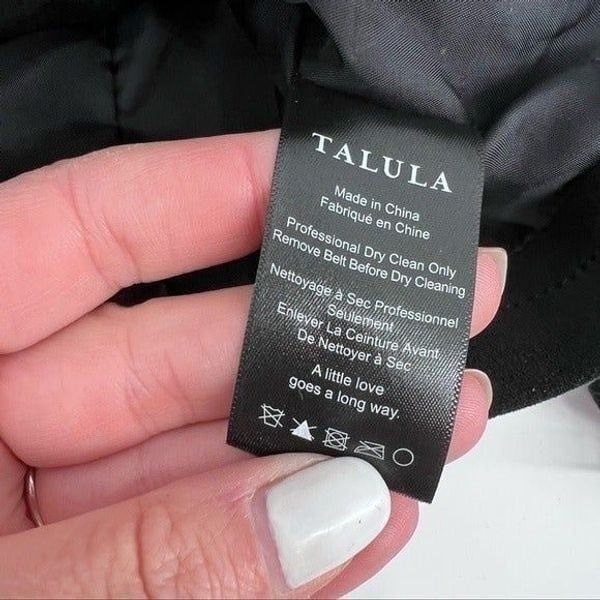 TALULA
Made in China
Fabriqué en Chine
Professional Dry Clean Only
Remove Belt Before Dry Cleaning
Nettoyage à Sec Professionnel
Seulement
Enlever La Ceinture Avant
De Nettoyer à Sec
A little love
goes a long way.